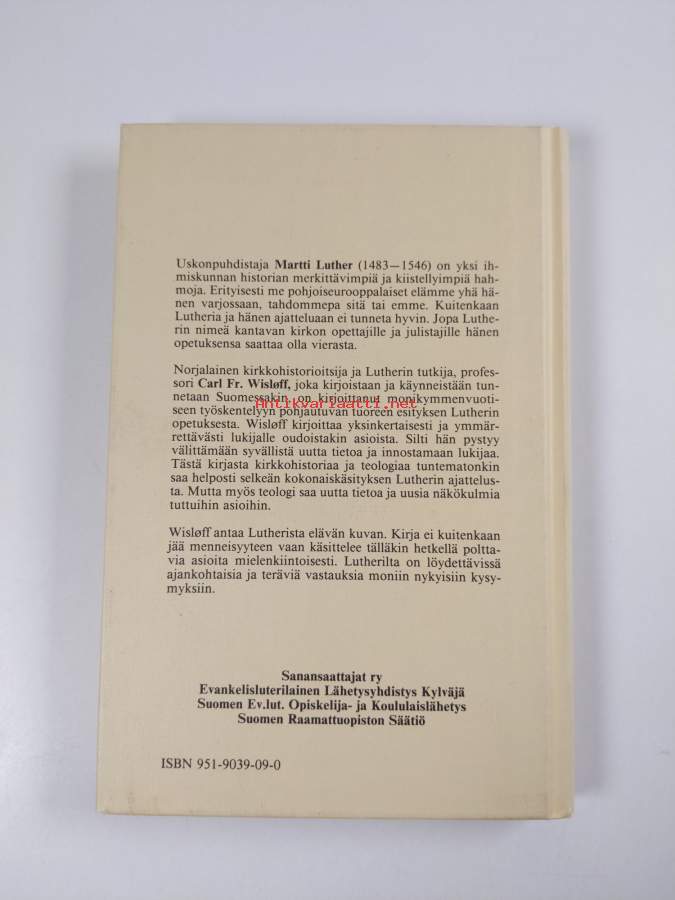 Uskonpuhdistaja Martti Luther (1483—1546) on yksi ih-
miskunnan historian merkittävimpiä ja kiistellyimpiä hah-
moja. Erityisesti me pohjoiseurooppalaiset elämme yhä hä-
nen varjossaan, tahdommepa sitä tai emme. Kuitenkaan
Lutheria ja hänen ajatteluaan ei tunneta hyvin. Jopa Luthe-
rin nimeä kantavan kirkon opettajille ja julistajille hänen
opetuksensa saattaa olla vierasta.
Norjalainen kirkkohistorioitsija ja Lutherin tutkija, profes-
sori Carl Fr. Wisløff, joka kirjoistaan ja käynneistään tun-
netaan Suomessakin, on kirjoittanut monikymmenvuoti-
Antikvariaatti.net
seen työskentelyyn pohjautuvan tuoreen esityksen Lutherin
opetuksesta. Wisløff kirjoittaa yksinkertaisesti ja ymmär-
rettävästi lukijalle oudoistakin asioista. Silti hän pystyy
välittämään syvällistä uutta tietoa ja innostamaan lukijaa.
Tästä kirjasta kirkkohistoriaa ja teologiaa tuntematonkin
saa helposti selkeän kokonaiskäsityksen Lutherin ajattelus-
ta. Mutta myös teologi saa uutta tietoa ja uusia näkökulmia
tuttuihin asioihin.
Wisløff antaa Lutherista elävän kuvan. Kirja ei kuitenkaan
jää menneisyyteen vaan käsittelee tälläkin hetkellä poltta-
via asioita mielenkiintoisesti. Lutherilta on löydettävissä
ajankohtaisia ja teräviä vastauksia moniin nykyisiin kysy-
myksiin.
Sanansaattajat ry
Evankelisluterilainen Lähetysyhdistys Kylväjä
Suomen Ev.lut. Opiskelija- ja Koululaislähetys
Suomen Raamattuopiston Säätiö
ISBN 951-9039-09-0